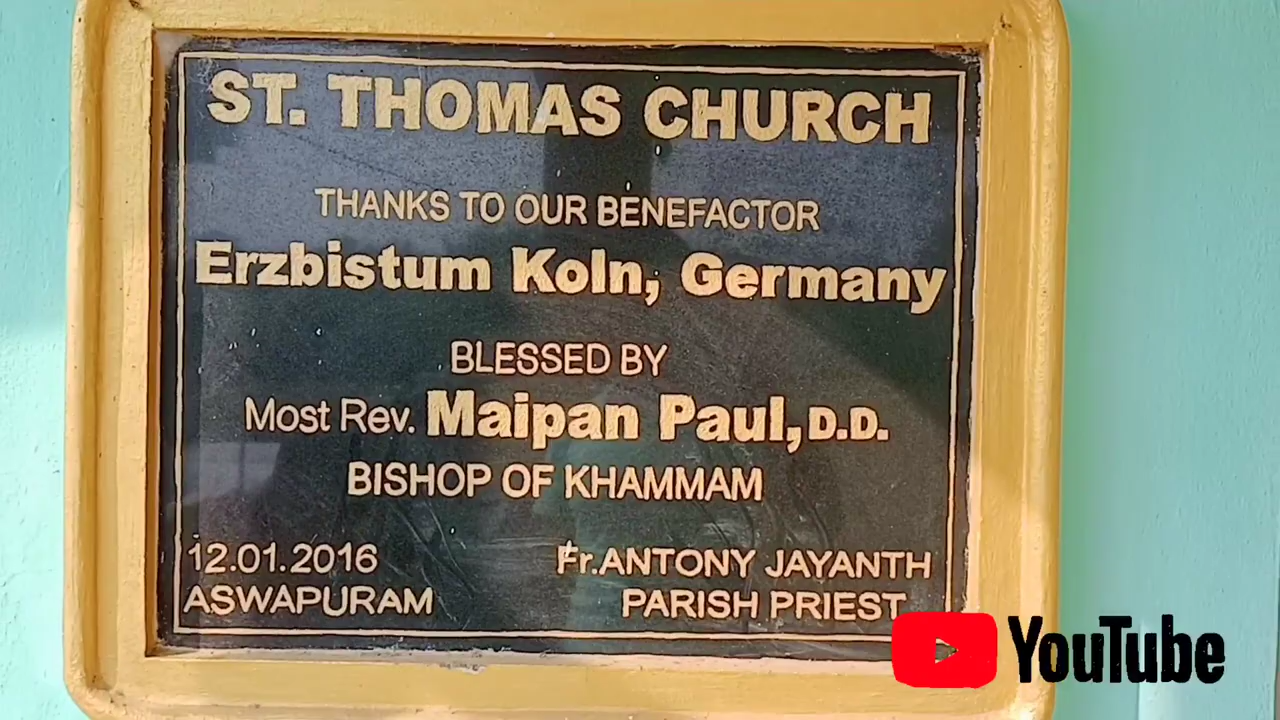 ST. THOMAS CHURCH
THANKS TO OUR BENEFACTOR
Erzbistum Koln, Germany
BLESSED BY
Most Rev. Maipan Paul, D.D.
BISHOP OF KHAMMAM
12.01.2016 Fr.ANTONY JAYANTH
ASWAPURAM PARISH PRIEST
YouTube